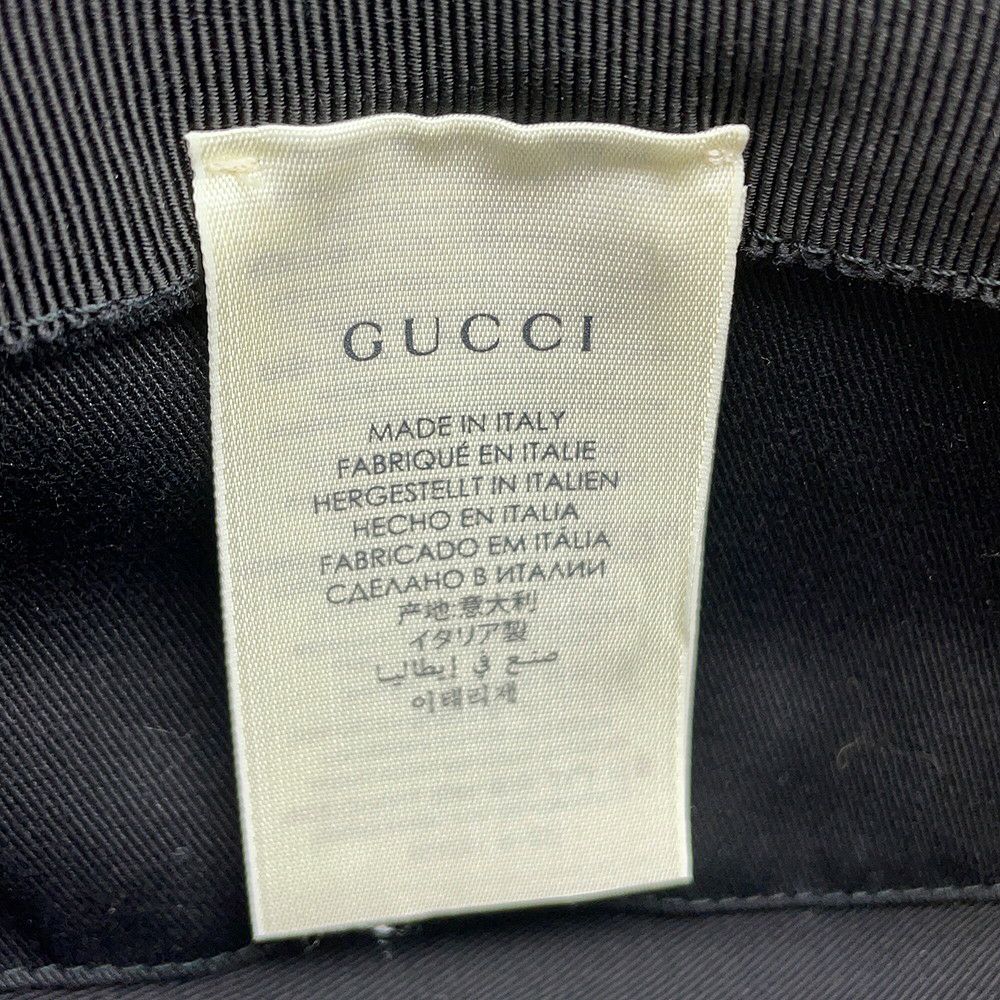 GUCCI
MADE IN ITALY
FABRIQUÉ EN ITALIE
HERGESTELLT IN ITALIEN
HECHO EN ITALIA
FABRICADO EM ITÁLIA
СДЕЛАНО В ИТАЛИИ
产地:意大利
イタリア製
صنع في إيطاليا
이태리제